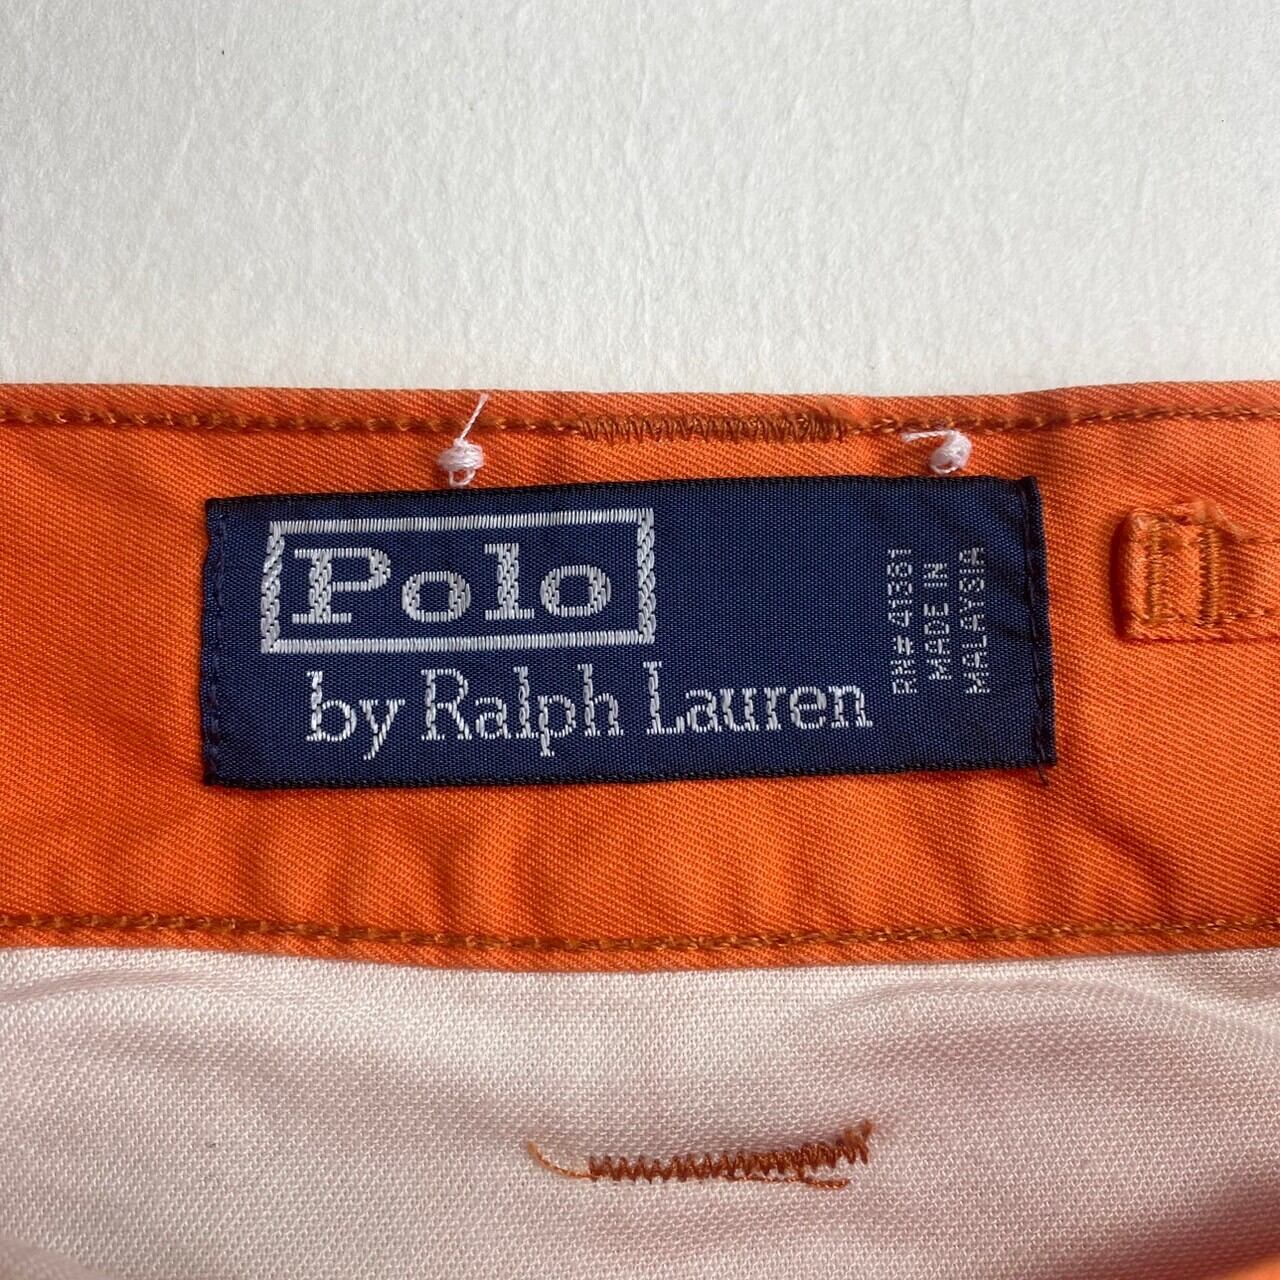 Polo
by Ralph Lauren
RN# 41381
MADE IN
MALAYSIA